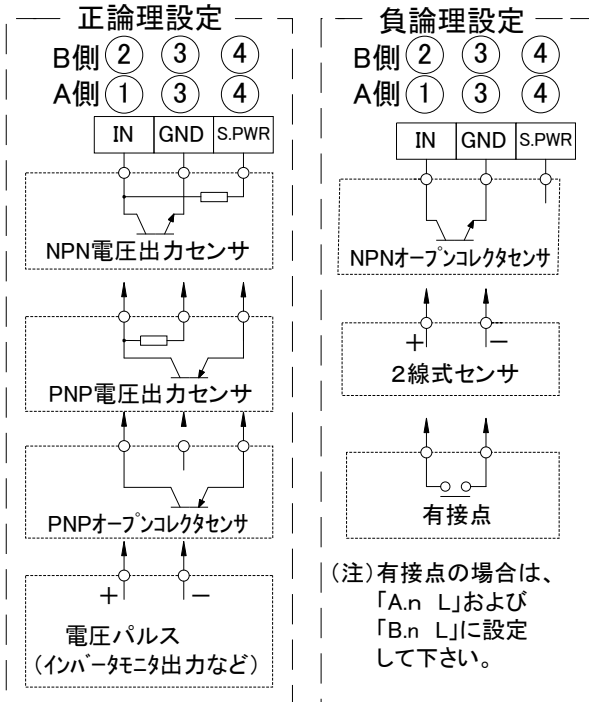 正論理設定
B側 ② ③ ④
A側 ① ③ ④
IN GND S.PWR
NPN電圧出力センサ
PNP電圧出力センサ
PNPオープンコレクタセンサ
+ −
電圧パルス
(インバータモニタ出力など)
負論理設定
B側 ② ③ ④
A側 ① ③ ④
IN GND S.PWR
NPNオープンコレクタセンサ
+ −
2線式センサ
有接点
(注)有接点の場合は、
「A.n L」および
「B.n L」に設定
して下さい。